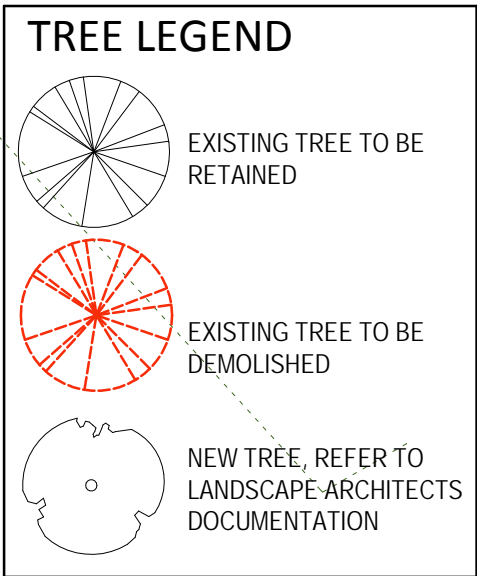 TREE LEGEND
EXISTING TREE TO BE
RETAINED
EXISTING TREE TO BE
DEMOLISHED
NEW TREE, REFER TO
LANDSCAPE ARCHITECTS
DOCUMENTATION